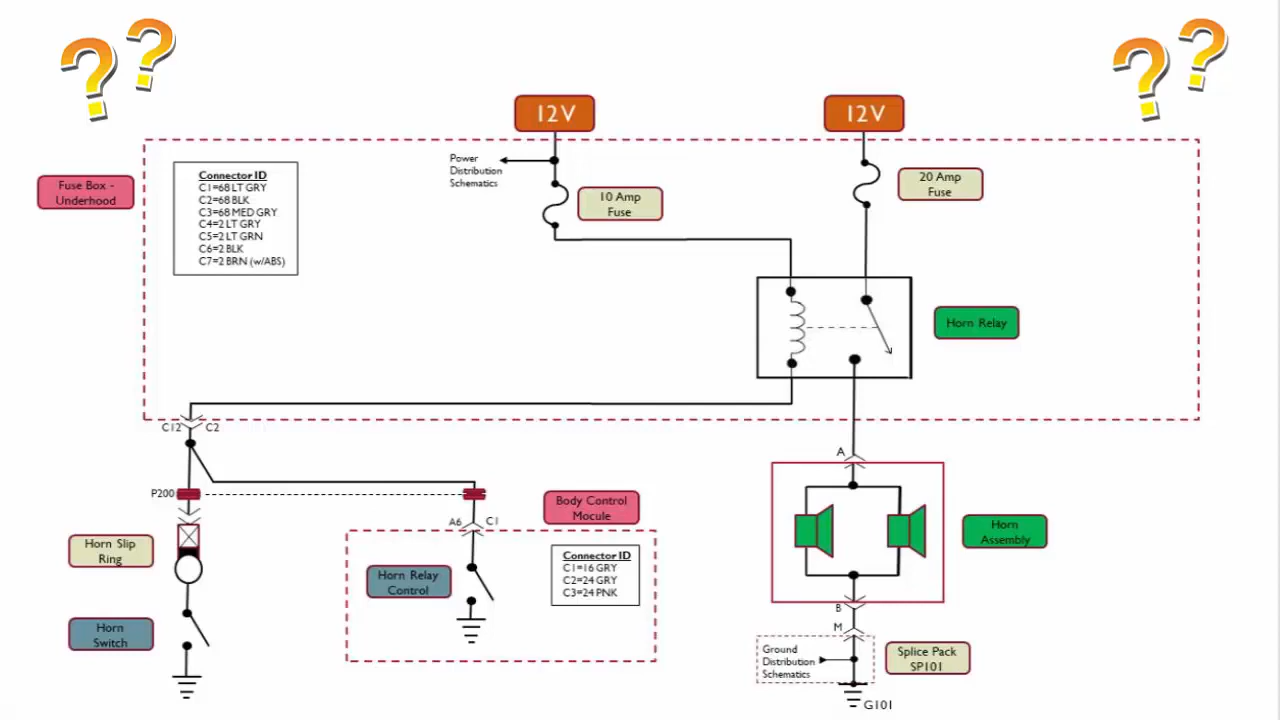 12V
12V
Power
Distribution
Schematics
Fuse Box -
Underhood
Connector ID
C1=68 LT GRY
C2=68 BLK
C3=68 MED GRY
C4=2 LT GRY
C5=2 LT GRN
C6=2 BLK
C7=2 BRN (w/ABS)
10 Amp
Fuse
20 Amp
Fuse
Horn Relay
C12
C2
A
P200
A6
C1
Body Control
Mocule
Horn Slip
Ring
Horn Relay
Control
Connector ID
C1=16 GRY
C2=24 GRY
C3=24 PNK
Horn
Assembly
Horn
Switch
B
M
Ground
Distribution
Schematics
Splice Pack
SP101
G101
? ?
? ?